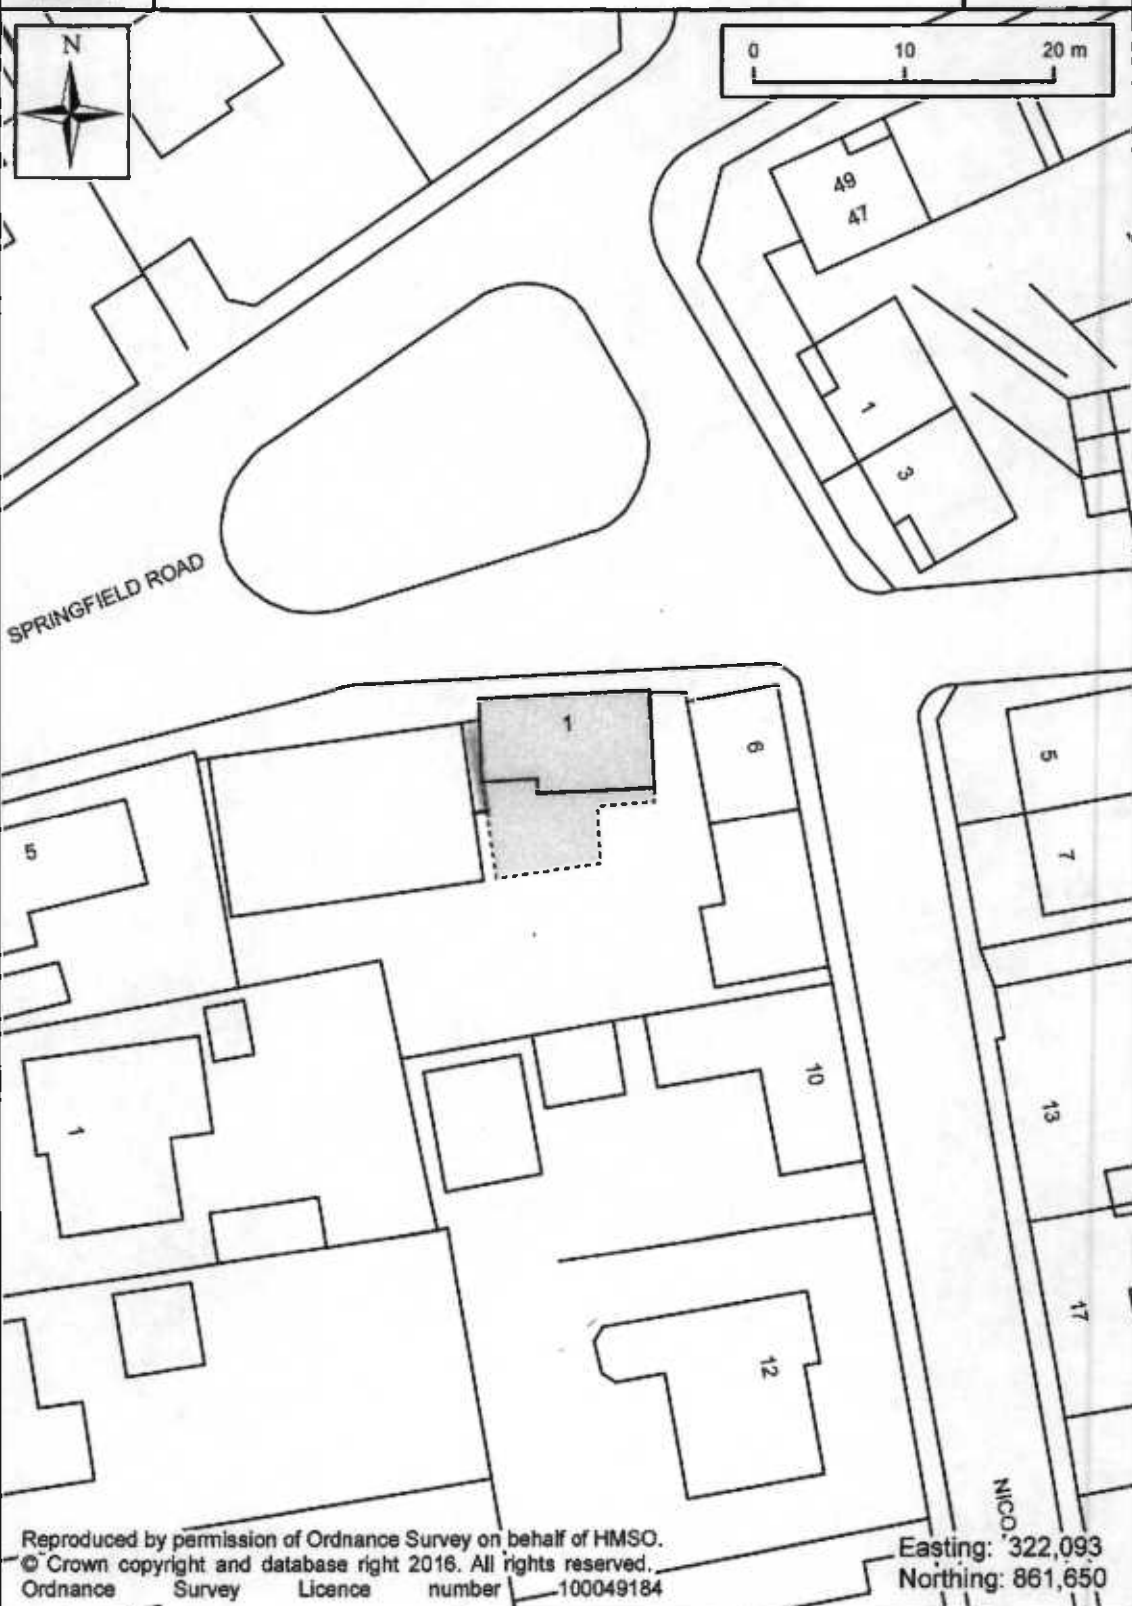 N
0 10 20 m
49
47
1
3
SPRINGFIELD ROAD
1
6
5
5
7
10
1
13
17
12
NICO
Reproduced by permission of Ordnance Survey on behalf of HMSO.
© Crown copyright and database right 2016. All rights reserved.
Ordnance Survey Licence number 100049184
Easting: 322,093
Northing: 861,650